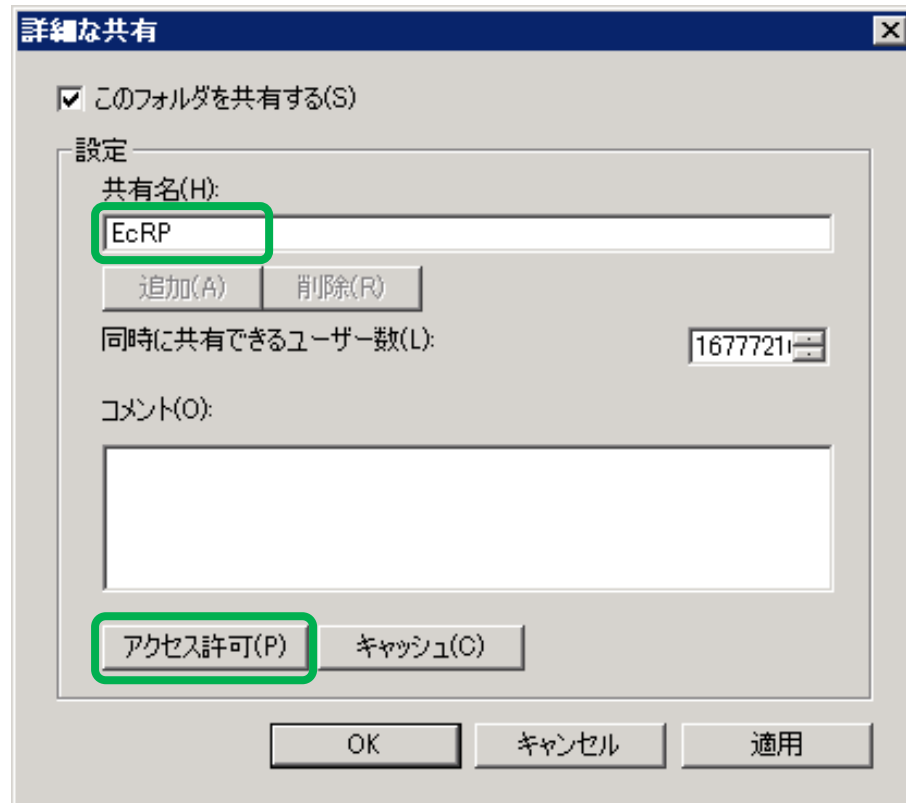 詳細な共有
このフォルダを共有する(S)
設定
共有名(H):
EcRP
追加(A) 削除(R)
同時に共有できるユーザー数(L):
1677721
コメント(O):
アクセス許可(P) キャッシュ(C)
OK キャンセル 適用